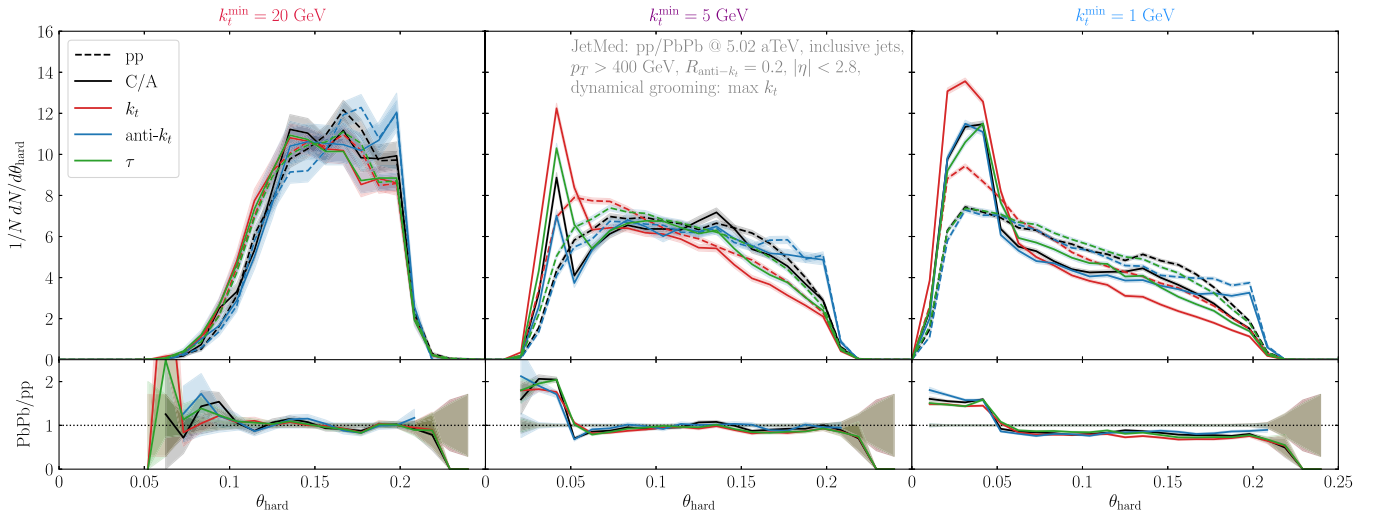 k_t^min = 20 GeV
k_t^min = 5 GeV
k_t^min = 1 GeV
16
14
12
10
8
6
4
2
0
1/N dN/dθ_hard
pp
C/A
k_t
anti-k_t
τ
JetMed: pp/PbPb @ 5.02 aTeV, inclusive jets,
p_T > 400 GeV, R_anti−k_t = 0.2, |η| < 2.8,
dynamical grooming: max k_t
2
1
0
PbPb/pp
0 0.05 0.1 0.15 0.2 0 0.05 0.1 0.15 0.2 0 0.05 0.1 0.15 0.2 0.25
θ_hard
θ_hard
θ_hard